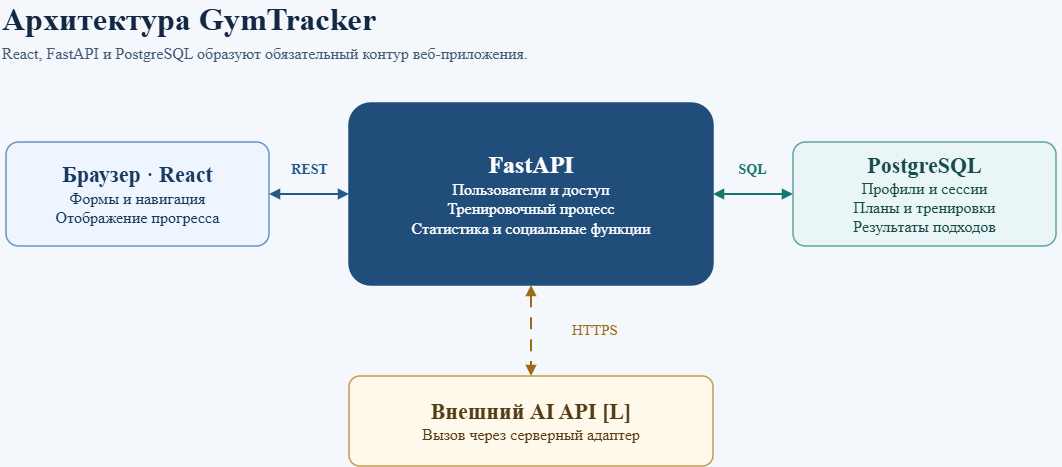 Архитектура GymTracker
React, FastAPI и PostgreSQL образуют обязательный контур веб-приложения.
Браузер · React
Формы и навигация
Отображение прогресса
REST
FastAPI
Пользователи и доступ
Тренировочный процесс
Статистика и социальные функции
SQL
PostgreSQL
Профили и сессии
Планы и тренировки
Результаты подходов
HTTPS
Внешний AI API [L]
Вызов через серверный адаптер